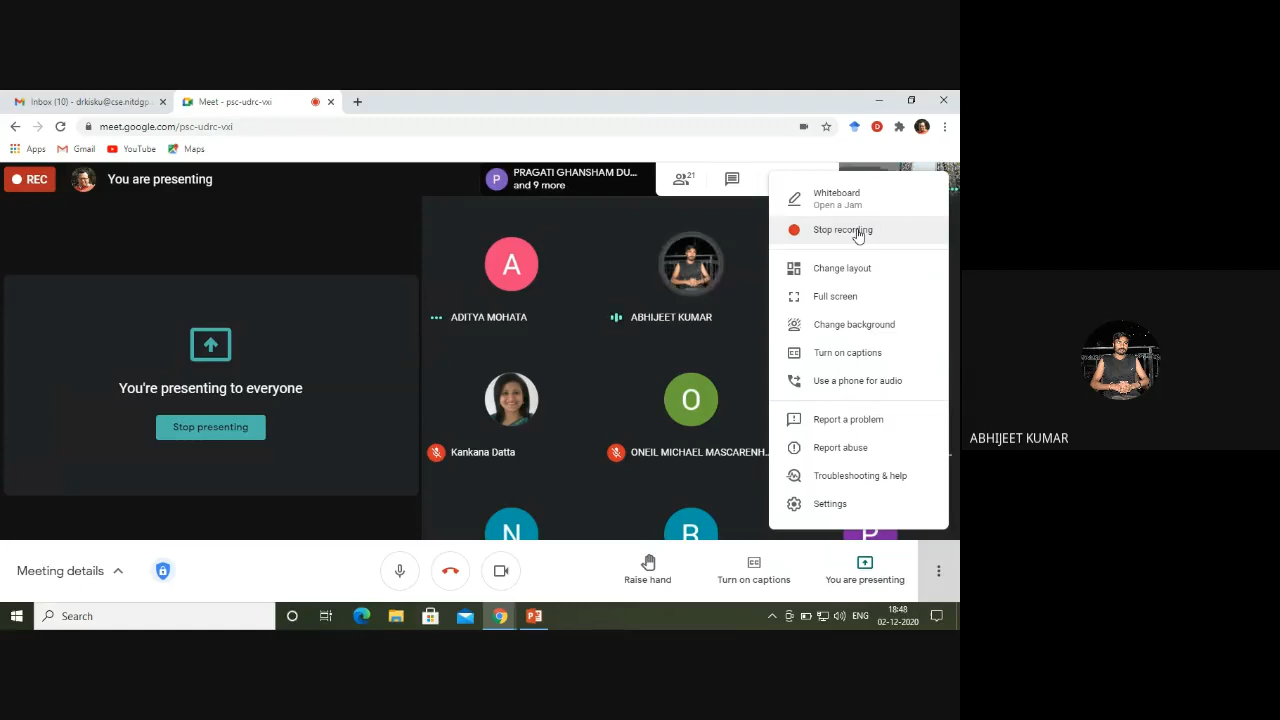 Inbox (10) - drkisku@cse.nitdgp.
Meet - psc-udrc-vxi
meet.google.com/psc-udrc-vxi
Apps
Gmail
YouTube
Maps
REC
You are presenting
P
PRAGATI GHANSHAM DU...
and 9 more
21
Whiteboard
Open a Jam
Stop recording
Change layout
Full screen
Change background
Turn on captions
Use a phone for audio
Report a problem
Report abuse
Troubleshooting & help
Settings
A
ADITYA MOHATA
ABHIJEET KUMAR
You're presenting to everyone
Stop presenting
Kankana Datta
O
ONEIL MICHAEL MASCARENH..
N
P
ABHIJEET KUMAR
Meeting details
Raise hand
Turn on captions
You are presenting
Search
ENG
18:48
02-12-2020